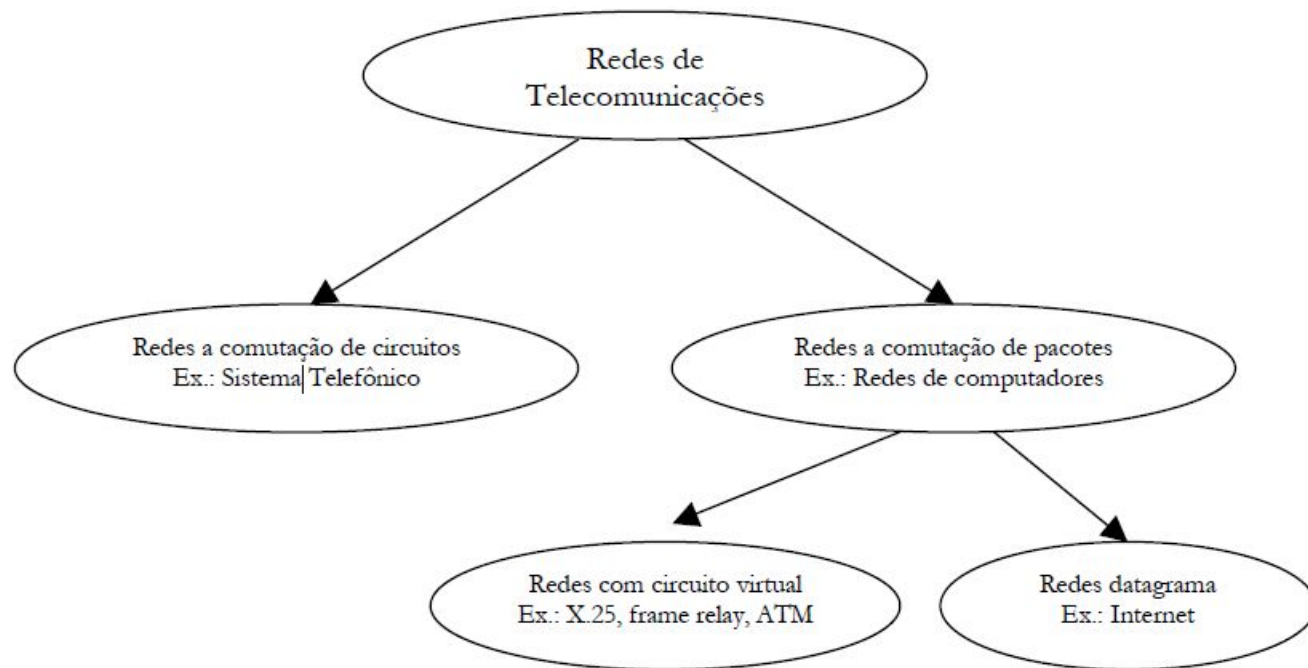 Redes de
Telecomunicações
Redes a comutação de circuitos
Ex.: Sistema Telefônico
Redes a comutação de pacotes
Ex.: Redes de computadores
Redes com circuito virtual
Ex.: X.25, frame relay, ATM
Redes datagrama
Ex.: Internet